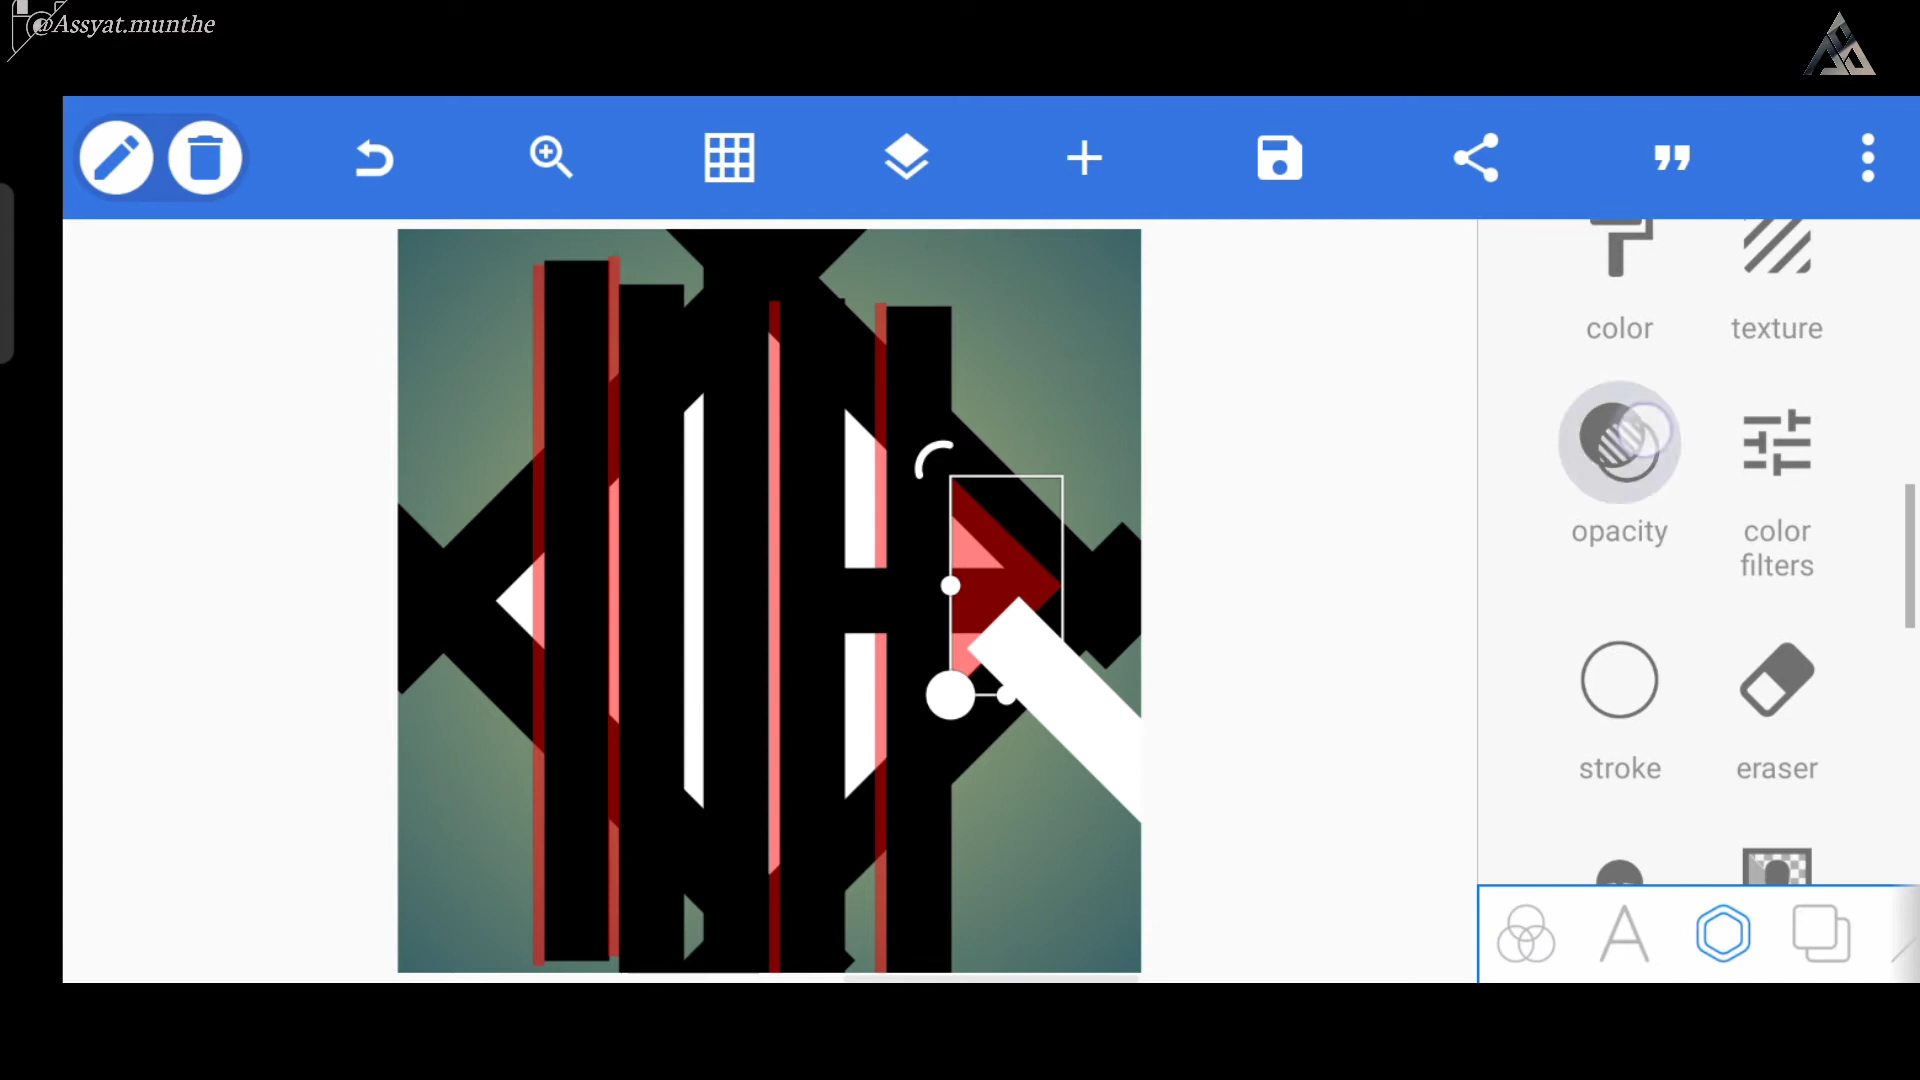 @Assyat.munthe
color
texture
opacity
color
filters
stroke
eraser